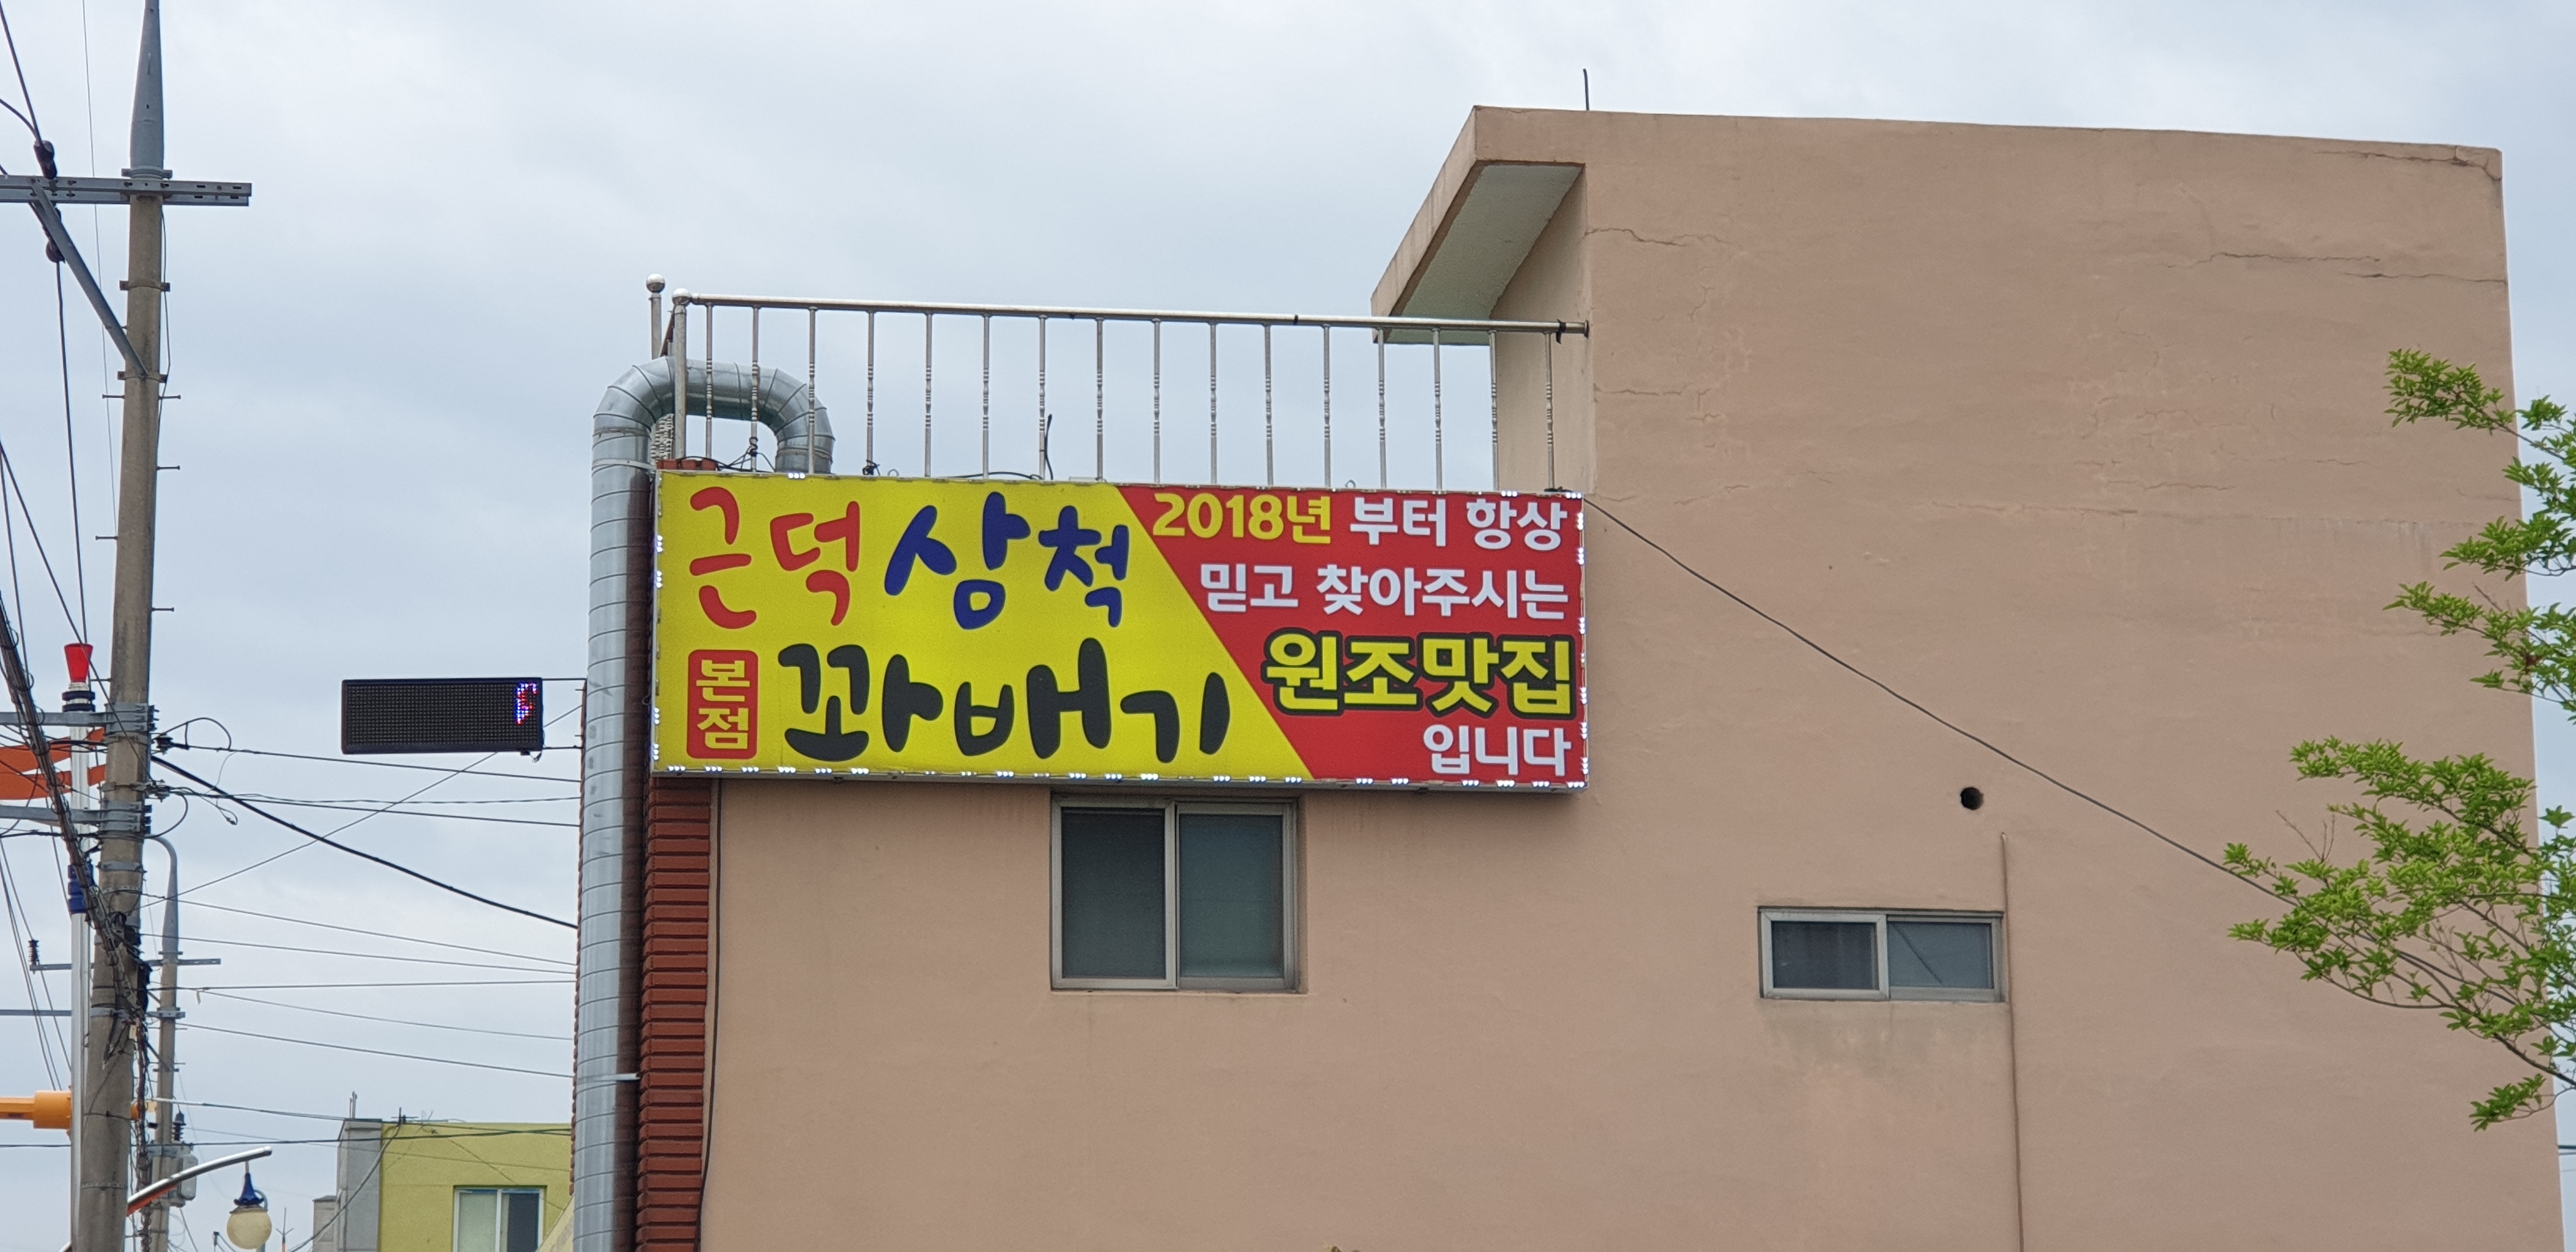 근덕 삼척
본점 꽈배기
2018년 부터 항상
믿고 찾아주시는
원조맛집
입니다